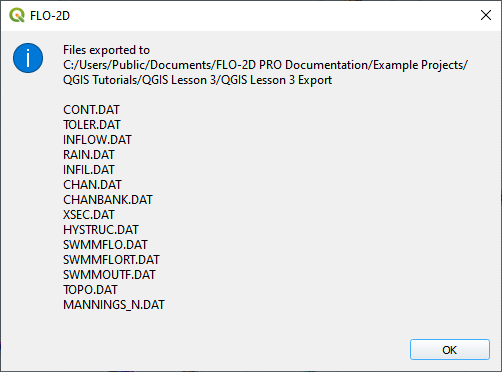 FLO-2D
Files exported to
C:/Users/Public/Documents/FLO-2D PRO Documentation/Example Projects/
QGIS Tutorials/QGIS Lesson 3/QGIS Lesson 3 Export
CONT.DAT
TOLER.DAT
INFLOW.DAT
RAIN.DAT
INFIL.DAT
CHAN.DAT
CHANBANK.DAT
XSEC.DAT
HYSTRUC.DAT
SWMMFLO.DAT
SWMMFLORT.DAT
SWMMOUTF.DAT
TOPO.DAT
MANNINGS_N.DAT
OK